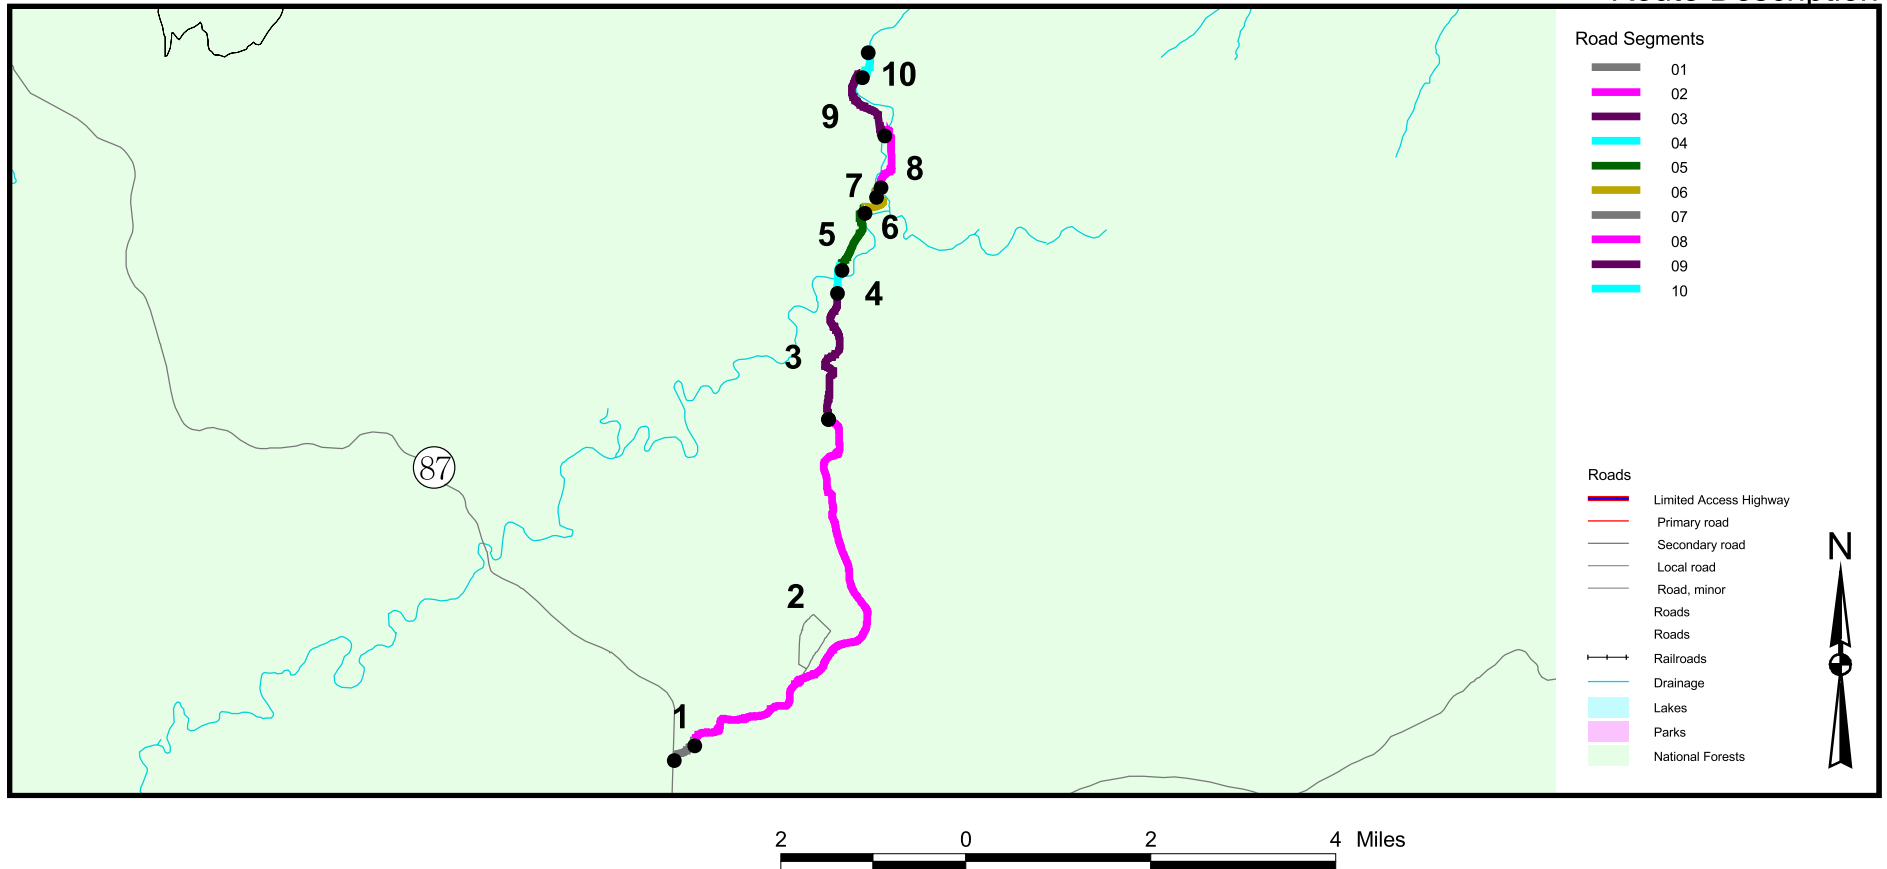 Route Description
Road Segments
01
02
03
04
05
06
07
08
09
10
10
9
8
7
6
5
4
3
87
2
1
Roads
Limited Access Highway
Primary road
Secondary road
Local road
Road, minor
Roads
Roads
Railroads
Drainage
Lakes
Parks
National Forests
N
2 0 2 4 Miles